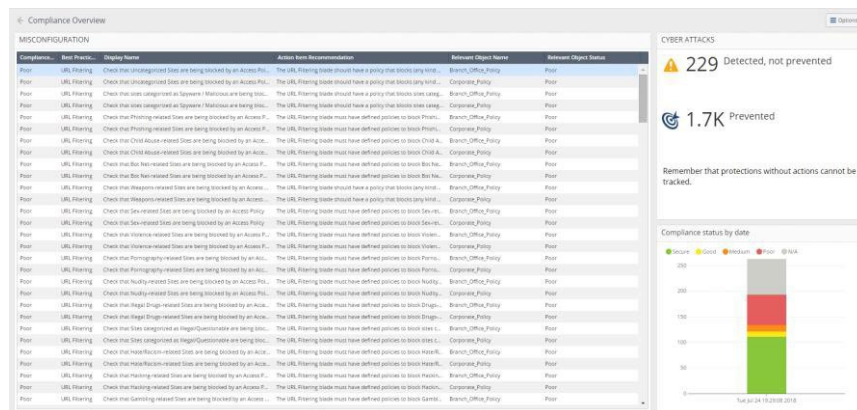 Compliance Overview
Options
MISCONFIGURATION
Compliance... Best Practic... Display Name Action Item Recommendation Relevant Object Name Relevant Object Status
Poor URL Filtering Check that Uncategorized Sites are being blocked by an Access Pol... The URL Filtering blade should have a policy that blocks (any kind... Branch_Office_Policy Poor
Poor URL Filtering Check that Uncategorized Sites are being blocked by an Access Pol... The URL Filtering blade should have a policy that blocks (any kind... Corporate_Policy Poor
Poor URL Filtering Check that sites categorized as Spyware / Malicious are being bloc... The URL Filtering blade should have a policy that blocks sites categ... Branch_Office_Policy Poor
Poor URL Filtering Check that sites categorized as Spyware / Malicious are being bloc... The URL Filtering blade should have a policy that blocks sites categ... Corporate_Policy Poor
Poor URL Filtering Check that Phishing-related Sites are being blocked by an Access P... The URL Filtering blade must have defined policies to block Phishi... Branch_Office_Policy Poor
Poor URL Filtering Check that Phishing-related Sites are being blocked by an Access P... The URL Filtering blade must have defined policies to block Phishi... Corporate_Policy Poor
Poor URL Filtering Check that Child Abuse-related Sites are being blocked by an Acce... The URL Filtering blade must have defined policies to block Child A... Branch_Office_Policy Poor
Poor URL Filtering Check that Child Abuse-related Sites are being blocked by an Acce... The URL Filtering blade must have defined policies to block Child A... Corporate_Policy Poor
Poor URL Filtering Check that Bot Net-related Sites are being blocked by an Access P... The URL Filtering blade must have defined policies to block Bot Ne... Branch_Office_Policy Poor
Poor URL Filtering Check that Bot Net-related Sites are being blocked by an Access P... The URL Filtering blade must have defined policies to block Bot Ne... Corporate_Policy Poor
Poor URL Filtering Check that Weapons-related Sites are being blocked by an Access ... The URL Filtering blade should have a policy that blocks (any kind... Branch_Office_Policy Poor
Poor URL Filtering Check that Weapons-related Sites are being blocked by an Access ... The URL Filtering blade should have a policy that blocks (any kind... Corporate_Policy Poor
Poor URL Filtering Check that Sex-related Sites are being blocked by an Access Policy The URL Filtering blade must have defined policies to block Sex-rel... Branch_Office_Policy Poor
Poor URL Filtering Check that Sex-related Sites are being blocked by an Access Policy The URL Filtering blade must have defined policies to block Sex-rel... Corporate_Policy Poor
Poor URL Filtering Check that Violence-related Sites are being blocked by an Access P... The URL Filtering blade must have defined policies to block Violen... Branch_Office_Policy Poor
Poor URL Filtering Check that Violence-related Sites are being blocked by an Access P... The URL Filtering blade must have defined policies to block Violen... Corporate_Policy Poor
Poor URL Filtering Check that Pornography-related Sites are being blocked by an Acc... The URL Filtering blade must have defined policies to block Porno... Branch_Office_Policy Poor
Poor URL Filtering Check that Pornography-related Sites are being blocked by an Acc... The URL Filtering blade must have defined policies to block Porno... Corporate_Policy Poor
Poor URL Filtering Check that Nudity-related Sites are being blocked by an Access Pol... The URL Filtering blade must have defined policies to block Nudity... Branch_Office_Policy Poor
Poor URL Filtering Check that Nudity-related Sites are being blocked by an Access Pol... The URL Filtering blade must have defined policies to block Nudity... Corporate_Policy Poor
Poor URL Filtering Check that Illegal Drugs-related Sites are being blocked by an Acce... The URL Filtering blade must have defined policies to block Drugs-... Branch_Office_Policy Poor
Poor URL Filtering Check that Illegal Drugs-related Sites are being blocked by an Acce... The URL Filtering blade must have defined policies to block Drugs-... Corporate_Policy Poor
Poor URL Filtering Check that Sites categorized as Illegal/Questionable are being bloc... The URL Filtering blade must have defined policies to block sites c... Branch_Office_Policy Poor
Poor URL Filtering Check that Sites categorized as Illegal/Questionable are being bloc... The URL Filtering blade must have defined policies to block sites c... Corporate_Policy Poor
Poor URL Filtering Check that Hate/Racism-related Sites are being blocked by an Acce... The URL Filtering blade must have defined policies to block Hate/R... Branch_Office_Policy Poor
Poor URL Filtering Check that Hate/Racism-related Sites are being blocked by an Acce... The URL Filtering blade must have defined policies to block Hate/R... Corporate_Policy Poor
Poor URL Filtering Check that Hacking-related Sites are being blocked by an Access P... The URL Filtering blade must have defined policies to block Hackin... Branch_Office_Policy Poor
Poor URL Filtering Check that Hacking-related Sites are being blocked by an Access P... The URL Filtering blade must have defined policies to block Hackin... Corporate_Policy Poor
Poor URL Filtering Check that Gambling-related Sites are being blocked by an Access... The URL Filtering blade must have defined policies to block Gambl... Branch_Office_Policy Poor
CYBER ATTACKS
229 Detected, not prevented
1.7K Prevented
Remember that protections without actions cannot be
tracked.
Compliance status by date
Secure Good Medium Poor N/A
250
200
150
100
50
0
Tue Jul 24 19:29:08 2018